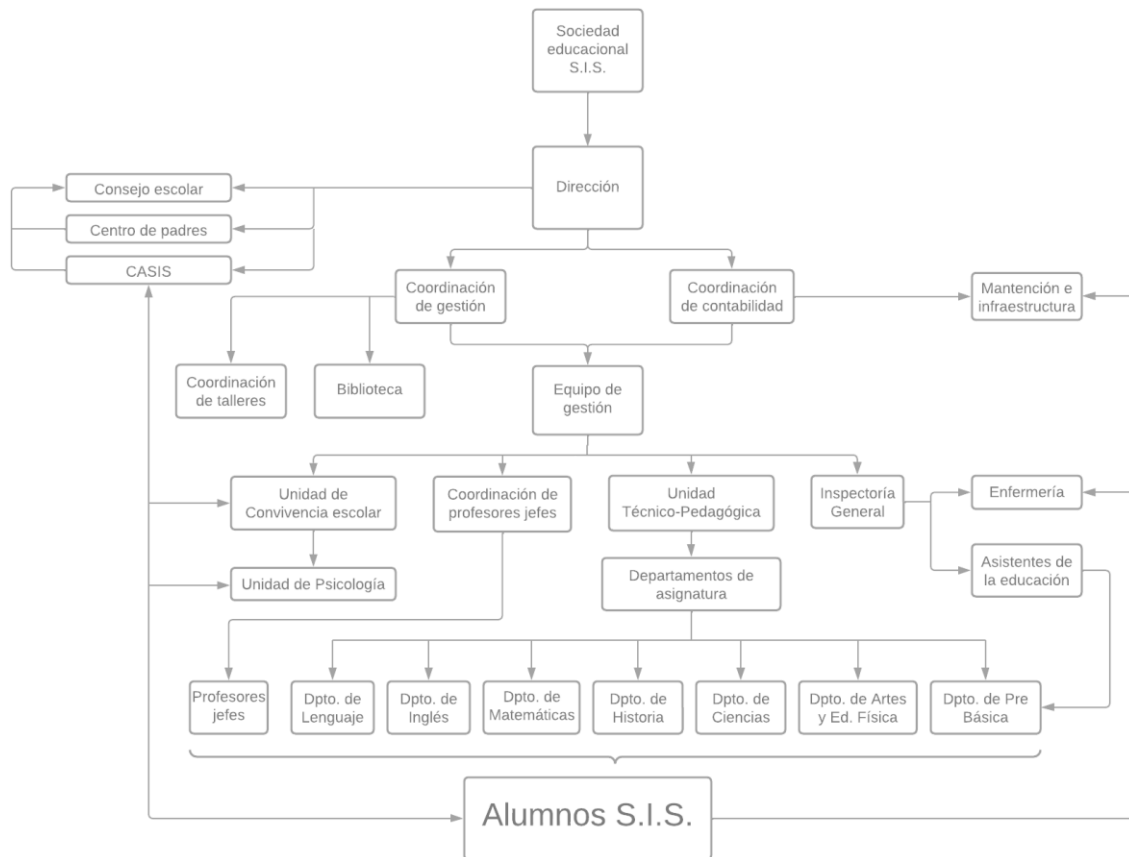 Sociedad
educacional
S.I.S.
Dirección
Consejo escolar
Centro de padres
CASIS
Coordinación
de gestión
Coordinación
de contabilidad
Mantención e
infraestructura
Coordinación
de talleres
Biblioteca
Equipo de
gestión
Unidad de
Convivencia escolar
Coordinación de
profesores jefes
Unidad
Técnico-Pedagógica
Inspectoría
General
Enfermería
Asistentes de
la educación
Unidad de Psicología
Departamentos de
asignatura
Profesores
jefes
Dpto. de
Lenguaje
Dpto. de
Inglés
Dpto. de
Matemáticas
Dpto. de
Historia
Dpto. de
Ciencias
Dpto. de Artes
y Ed. Física
Dpto. de Pre
Básica
Alumnos S.I.S.